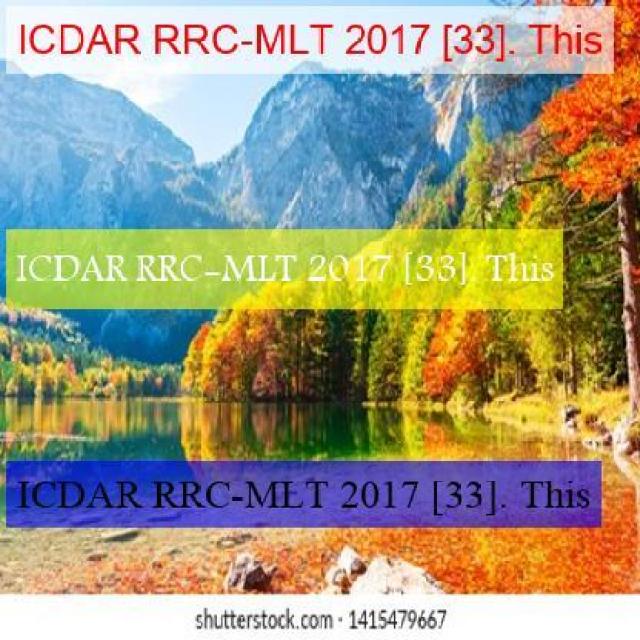 ICDAR RRC-MLT 2017 [33]. This
ICDAR RRC-MLT 2017 [33]. This
ICDAR RRC-MLT 2017 [33]. This
shutterstock.com · 1415479667